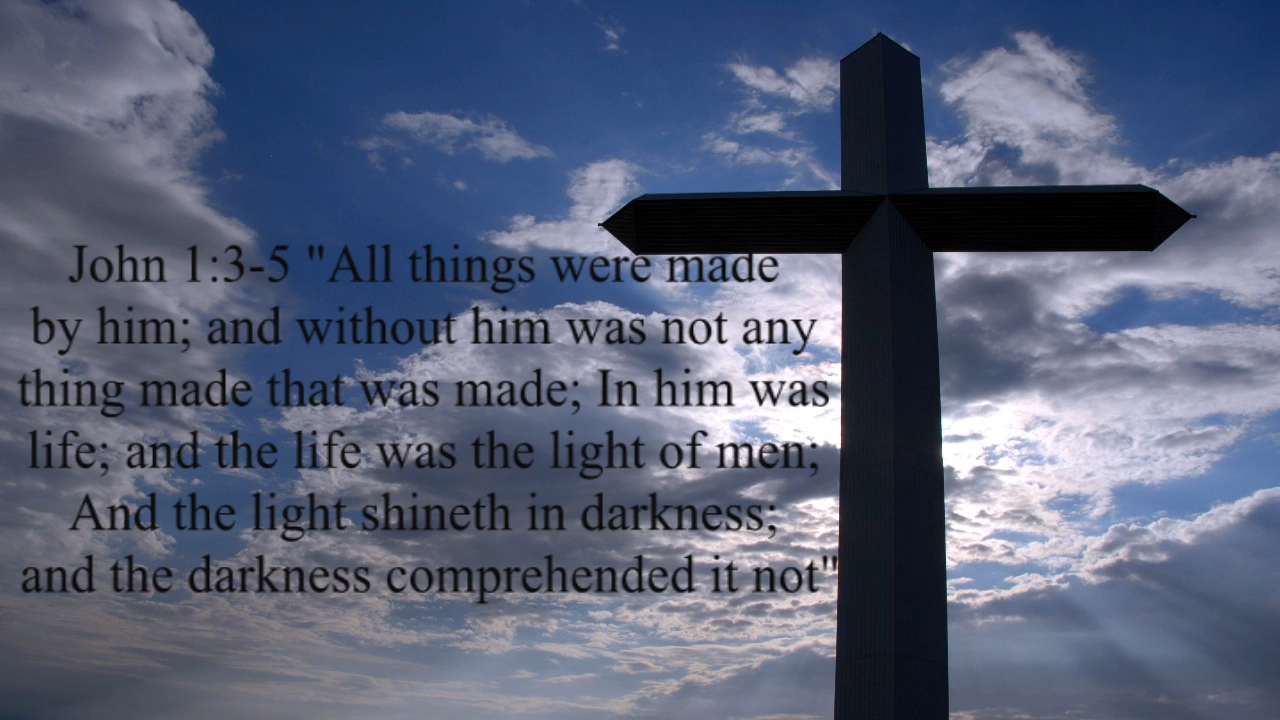 John 1:3-5 "All things were made
by him; and without him was not any
thing made that was made; In him was
life; and the life was the light of men;
And the light shineth in darkness;
and the darkness comprehended it not"